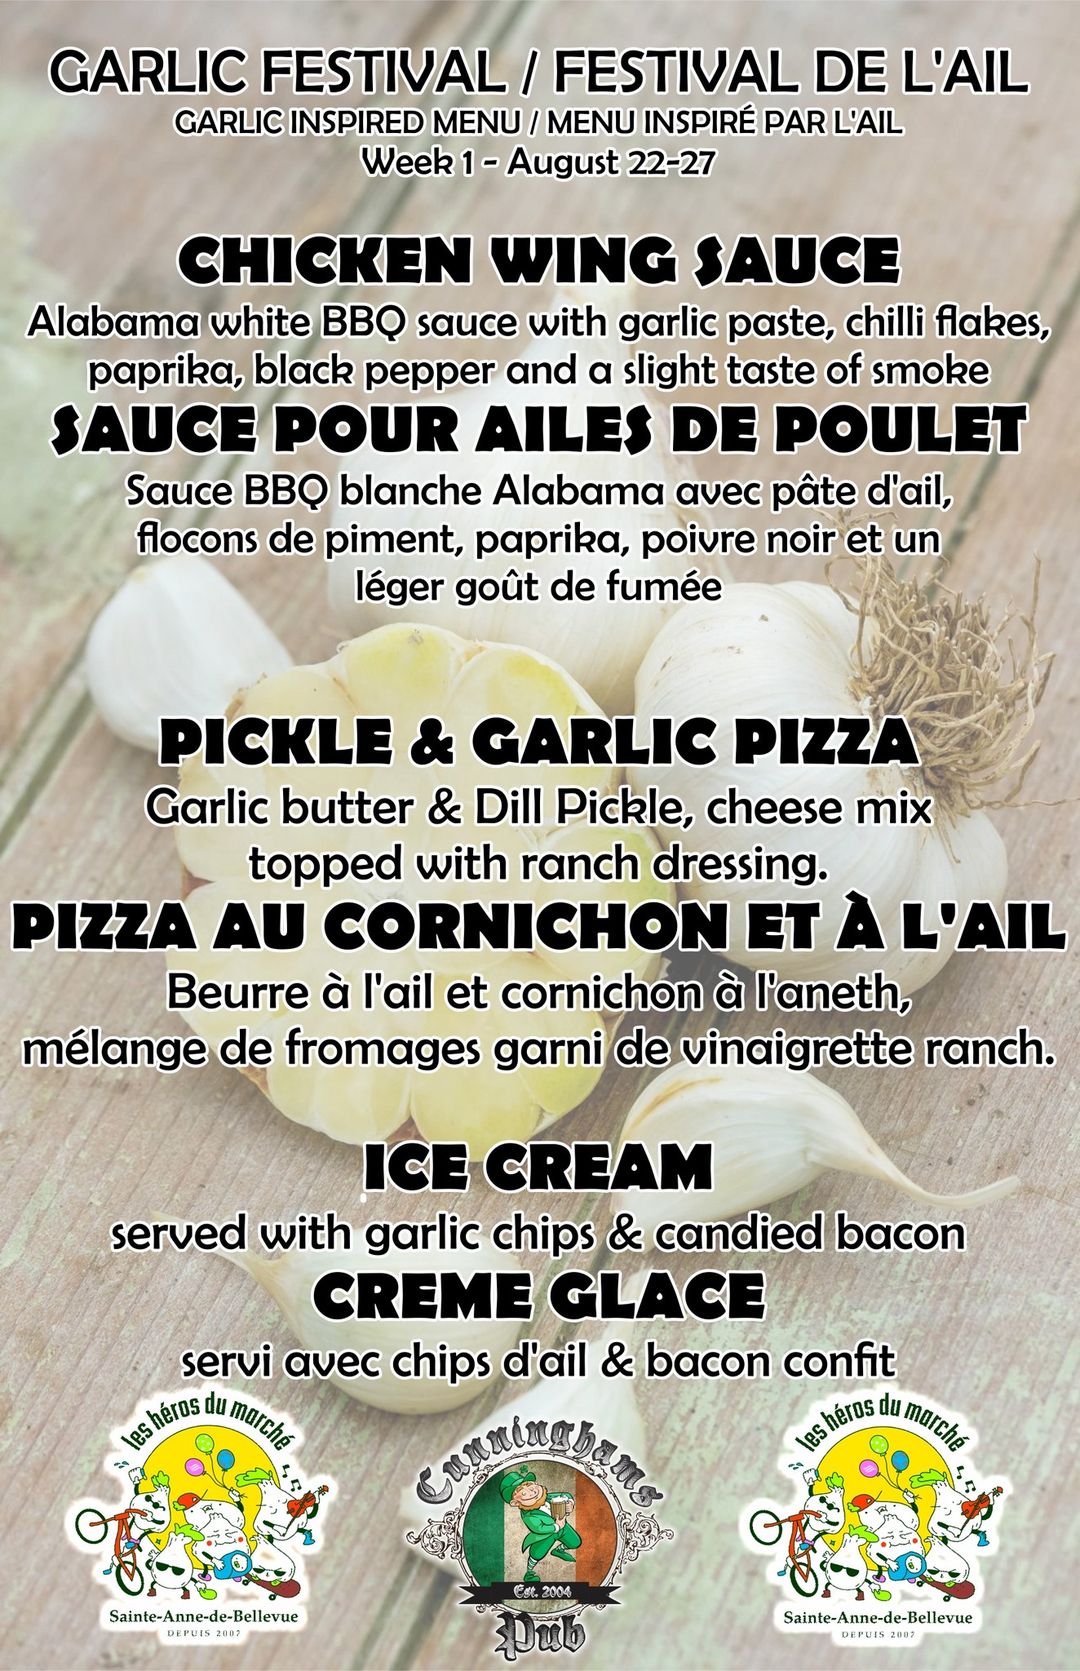 GARLIC FESTIVAL / FESTIVAL DE L'AIL
GARLIC INSPIRED MENU / MENU INSPIRÉ PAR L'AIL
Week 1 - August 22-27
CHICKEN WING SAUCE
Alabama white BBQ sauce with garlic paste, chilli flakes,
paprika, black pepper and a slight taste of smoke
SAUCE POUR AILES DE POULET
Sauce BBQ blanche Alabama avec pâte d'ail,
flocons de piment, paprika, poivre noir et un
léger goût de fumée
PICKLE & GARLIC PIZZA
Garlic butter & Dill Pickle, cheese mix
topped with ranch dressing.
PIZZA AU CORNICHON ET À L'AIL
Beurre à l'ail et cornichon à l'aneth,
mélange de fromages garni de vinaigrette ranch.
ICE CREAM
served with garlic chips & candied bacon
CREME GLACE
servi avec chips d'ail & bacon confit
les héros du marché
Sainte-Anne-de-Bellevue
DEPUIS 2007
Cunninghams
Est. 2004
Pub
les héros du marché
Sainte-Anne-de-Bellevue
DEPUIS 2007